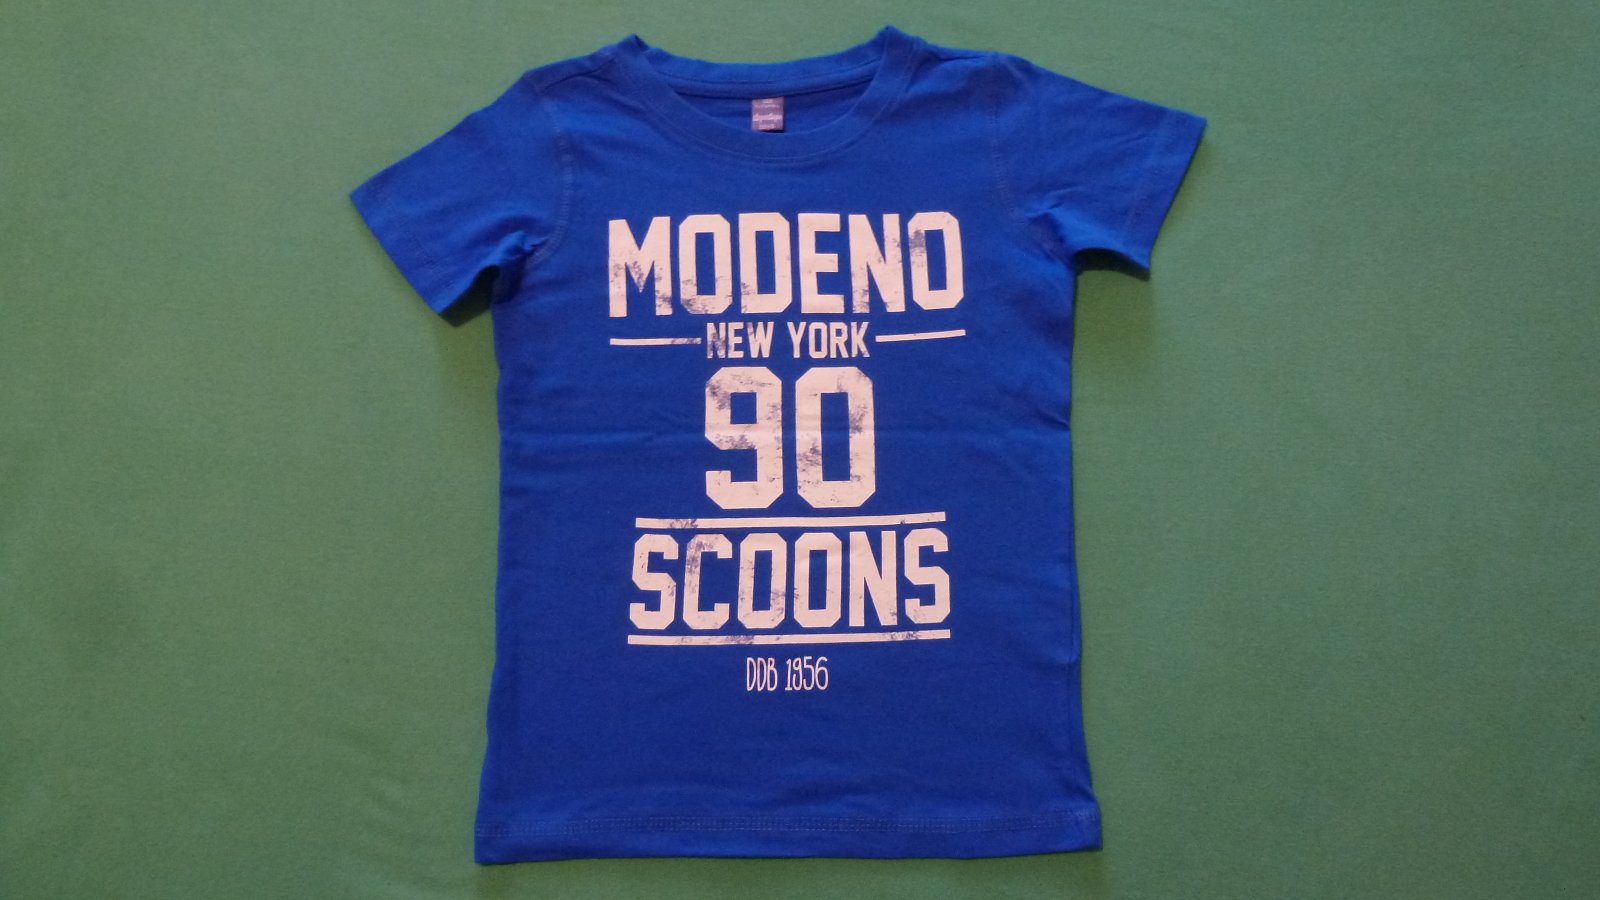 MODENO
NEW YORK
90
SCOONS
DDB 1956